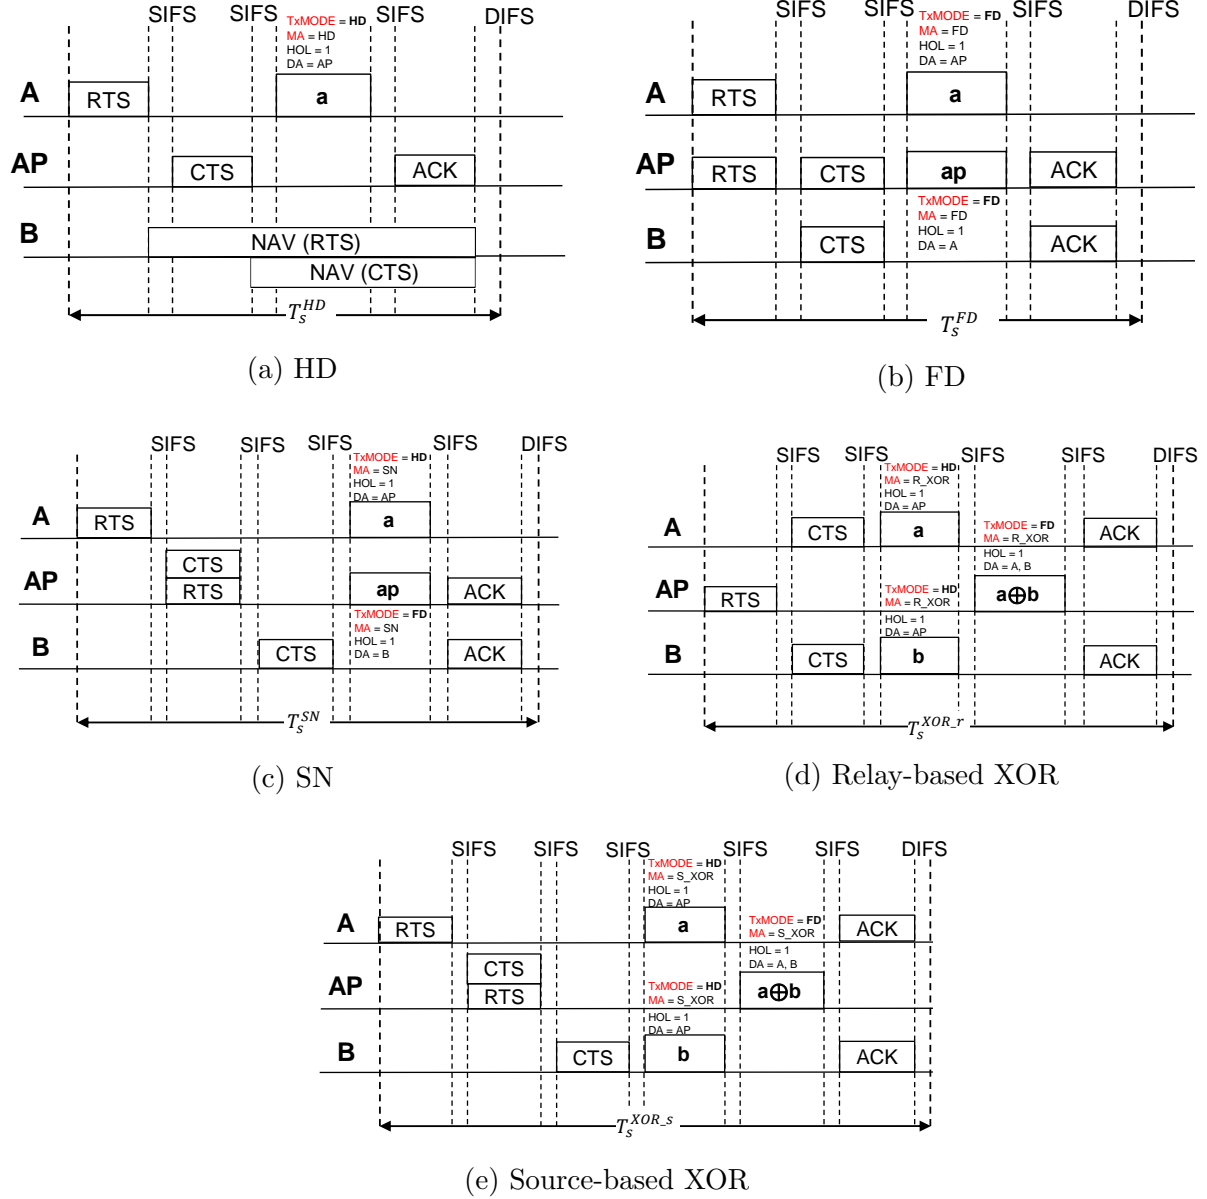 SIFS SIFS SIFS DIFS
TxMODE = HD
MA = HD
HOL = 1
DA = AP
A RTS a
AP CTS ACK
B NAV (RTS)
NAV (CTS)
T_s^{HD}
(a) HD
SIFS SIFS SIFS DIFS
TxMODE = FD
MA = FD
HOL = 1
DA = AP
A RTS a
AP RTS CTS ap ACK
TxMODE = FD
MA = FD
HOL = 1
DA = A
B CTS ACK
T_s^{FD}
(b) FD
SIFS SIFS SIFS SIFS DIFS
TxMODE = HD
MA = SN
HOL = 1
DA = AP
A RTS a
CTS
AP RTS ap ACK
TxMODE = FD
MA = SN
HOL = 1
DA = B
B CTS ACK
T_s^{SN}
(c) SN
SIFS SIFS SIFS SIFS DIFS
TxMODE = HD
MA = R_XOR
HOL = 1
DA = AP
A CTS a ACK
TxMODE = FD
MA = R_XOR
HOL = 1
DA = A, B
AP RTS a⊕b
TxMODE = HD
MA = R_XOR
HOL = 1
DA = AP
B CTS b ACK
T_s^{XOR_r}
(d) Relay-based XOR
SIFS SIFS SIFS SIFS SIFS DIFS
TxMODE = HD
MA = S_XOR
HOL = 1
DA = AP
A RTS a ACK
TxMODE = FD
MA = S_XOR
HOL = 1
DA = A, B
CTS
AP RTS a⊕b
TxMODE = HD
MA = S_XOR
HOL = 1
DA = AP
B CTS b ACK
T_s^{XOR_s}
(e) Source-based XOR